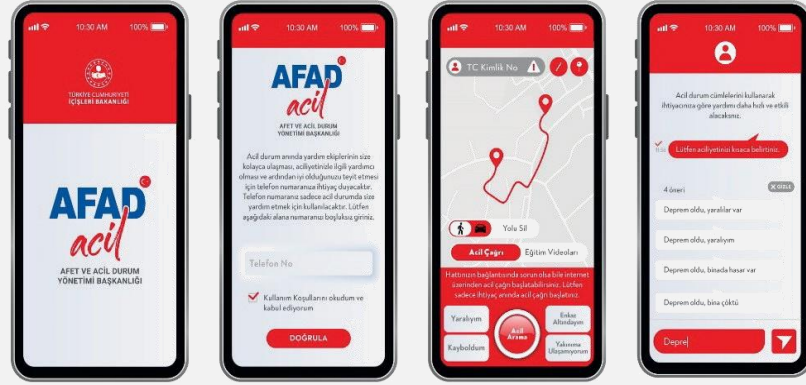 10:30 AM 100%
TÜRKİYE CUMHURİYETİ
İÇİŞLERİ BAKANLIĞI
AFAD
acil
AFET VE ACİL DURUM
YÖNETİMİ BAŞKANLIĞI
10:30 AM 100%
AFAD
acil
AFET VE ACİL DURUM
YÖNETİMİ BAŞKANLIĞI
Acil durum anında yardım ekiplerinin size
kolayca ulaşması, aciliyetinizle ilgili yardımcı
olması ve ardından iyi olduğunuzu teyit etmesi
için telefon numaranıza ihtiyaç duyacaktır.
Telefon numaranız sadece acil durumda size
yardım etmek için kullanılacaktır. Lütfen
aşağıdaki alana numaranızı boşluksuz giriniz.
Telefon No
Kullanım Koşullarını okudum ve
kabul ediyorum
DOĞRULA
10:30 AM 100%
TC Kimlik No
Yolu Sil
Acil Çağrı Eğitim Videoları
Hattınızın bağlantısında sorun olsa bile internet
üzerinden acil çağrı başlatabilirsiniz. Lütfen
sadece ihtiyaç anında acil çağrı başlatınız.
Yaralıyım
Enkaz
Altındayım
Acil
Arama
Kayboldum
Yakınıma
Ulaşamıyorum
10:30 AM 100%
Acil durum cümlelerini kullanarak
ihtiyacınıza göre yardımı daha hızlı ve etkili
alacaksınız.
Lütfen aciliyetinizi kısaca belirtiniz.
4 öneri
GİZLE
Deprem oldu, yaralılar var
Deprem oldu, yaralıyım
Deprem oldu, binada hasar var
Deprem oldu, bina çöktü
Depre